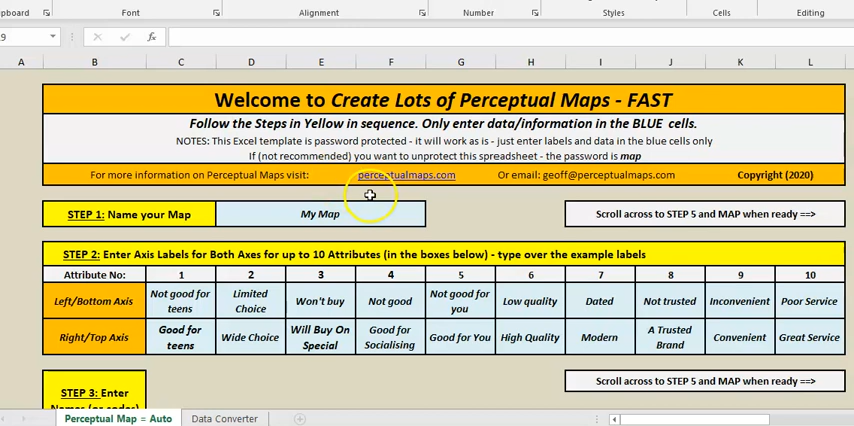 pboard Font Alignment Number Styles Cells Editing
9 fx
A B C D E F G H I J K L
Welcome to Create Lots of Perceptual Maps - FAST
Follow the Steps in Yellow in sequence. Only enter data/information in the BLUE cells.
NOTES: This Excel template is password protected - it will work as is - just enter labels and data in the blue cells only
If (not recommended) you want to unprotect this spreadsheet - the password is map
For more information on Perceptual Maps visit: perceptualmaps.com Or email: geoff@perceptualmaps.com Copyright (2020)
STEP 1: Name your Map My Map Scroll across to STEP 5 and MAP when ready ==>
STEP 2: Enter Axis Labels for Both Axes for up to 10 Attributes (in the boxes below) - type over the example labels
Attribute No: 1 2 3 4 5 6 7 8 9 10
Left/Bottom Axis Not good for teens Limited Choice Won't buy Not good Not good for you Low quality Dated Not trusted Inconvenient Poor Service
Right/Top Axis Good for teens Wide Choice Will Buy On Special Good for Socialising Good for You High Quality Modern A Trusted Brand Convenient Great Service
STEP 3: Enter Scroll across to STEP 5 and MAP when ready ==>
Names (or codes)
Perceptual Map = Auto Data Converter